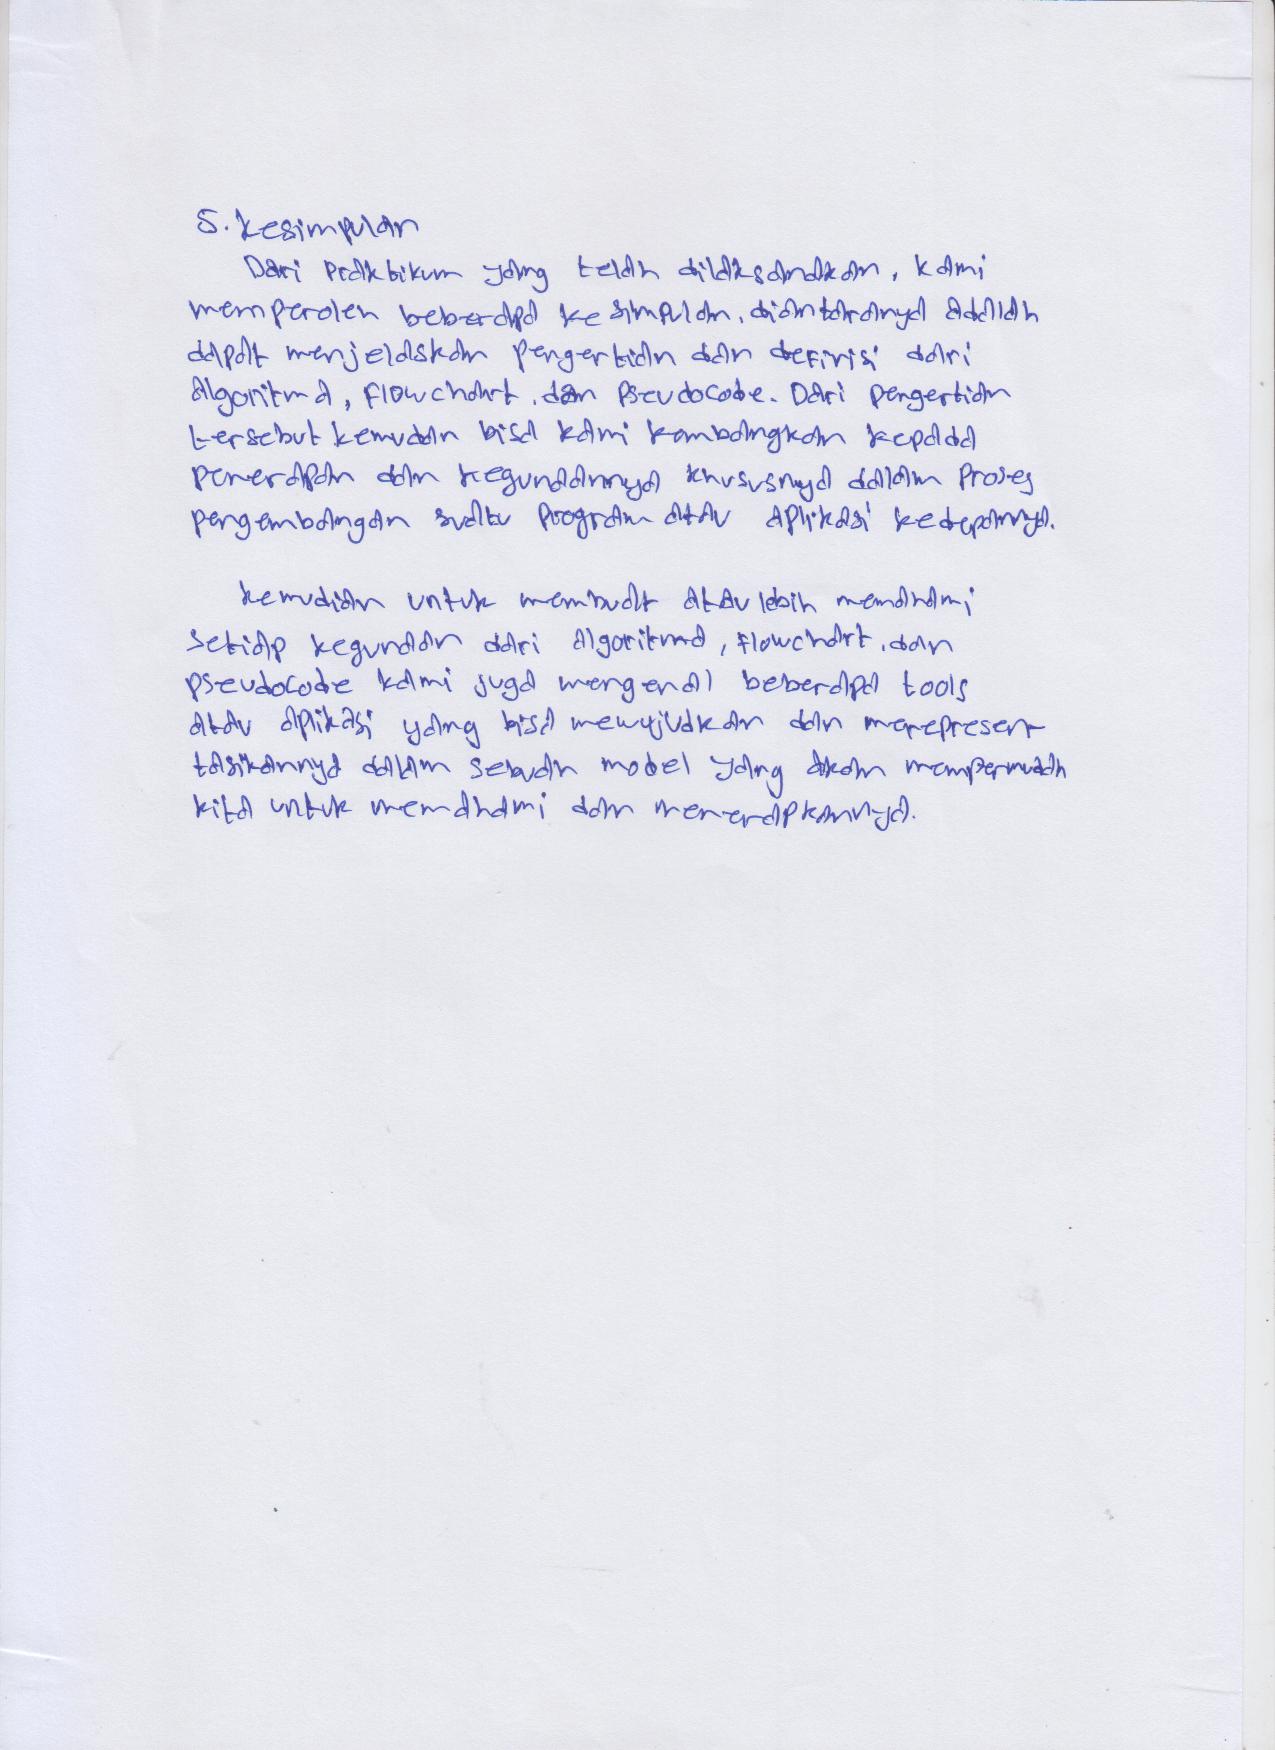 5. Kesimpulan
Dari Praktikum yang telah dilaksanakan, kami
memperoleh beberapa kesimpulan, diantaranya adalah
dapat menjelaskan pengertian dan definisi dari
algoritma, flowchart, dan Pseudocode. Dari pengertian
tersebut kemudan bisa kami kembangkan kepada
penerapan dan kegunaannya khususnya dalam Proses
pengembangan suatu program atau aplikasi kedepannya.
kemudian untuk membuat atau lebih memahami
setiap kegunaan dari algoritma, flowchart, dan
pseudocode kami juga mengenal beberapa tools
atau aplikasi yang bisa mewujudkan dan merepresen
tasikannya dalam sebuah model yang akan mempermudah
kita untuk memahami dan menerapkannya.